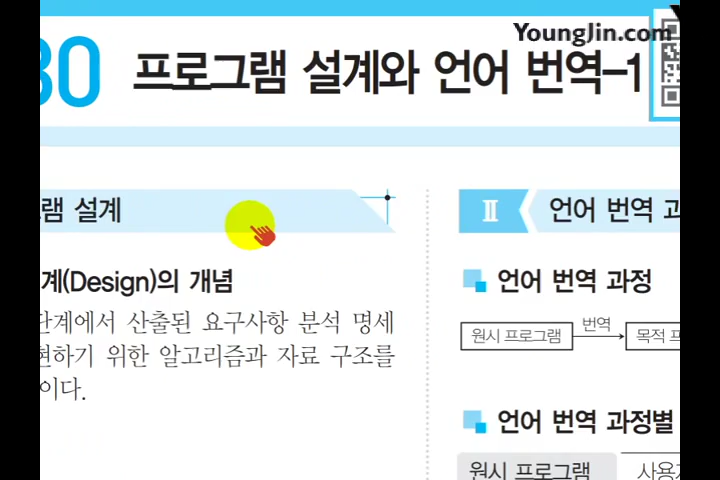 YoungJin.com
30 프로그램 설계와 언어 번역-1
램 설계
계(Design)의 개념
단계에서 산출된 요구사항 분석 명세
현하기 위한 알고리즘과 자료 구조를
이다.
Ⅱ 언어 번역 과
언어 번역 과정
원시 프로그램 번역 목적 프
언어 번역 과정별
원시 프로그램 사용자